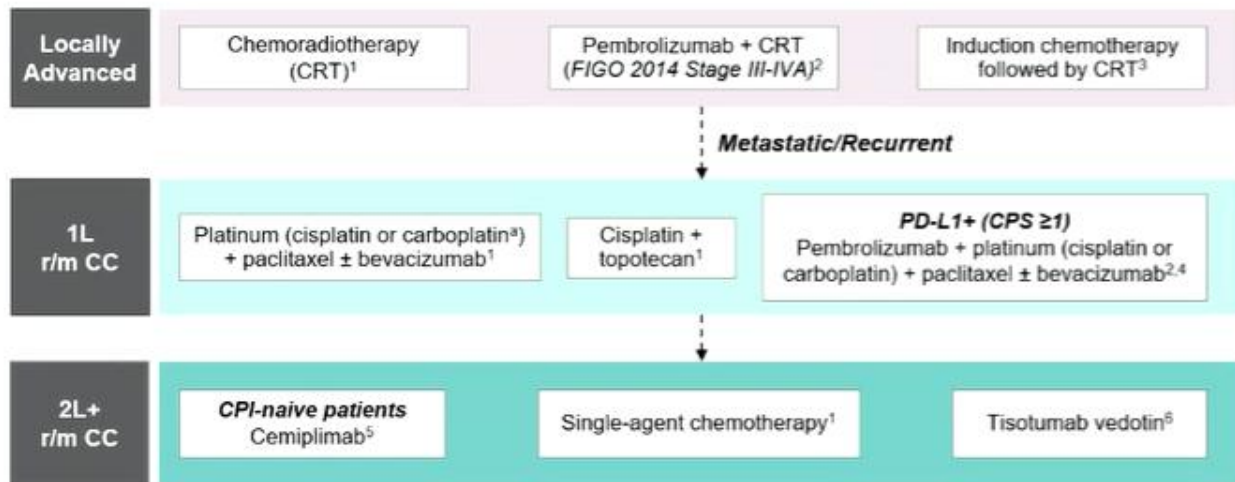 Locally
Advanced
Chemoradiotherapy
(CRT)¹
Pembrolizumab + CRT
(FIGO 2014 Stage III-IVA)²
Induction chemotherapy
followed by CRT³
Metastatic/Recurrent
1L
r/m CC
Platinum (cisplatin or carboplatinᵃ)
+ paclitaxel ± bevacizumab¹
Cisplatin +
topotecan¹
PD-L1+ (CPS ≥1)
Pembrolizumab + platinum (cisplatin or
carboplatin) + paclitaxel ± bevacizumab²,⁴
2L+
r/m CC
CPI-naive patients
Cemiplimab⁵
Single-agent chemotherapy¹
Tisotumab vedotin⁶